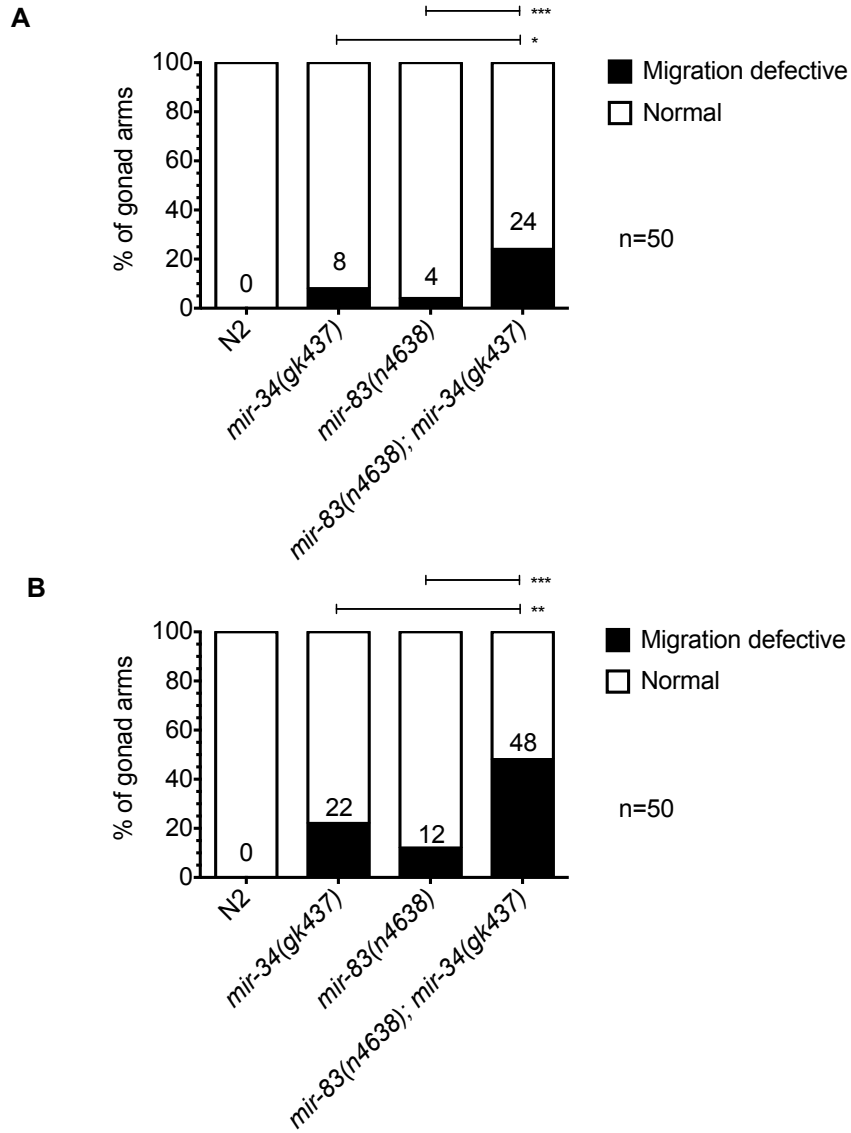 A
***
*
% of gonad arms
100
80
60
40
20
0
0
8
4
24
N2
mir-34(gk437)
mir-83(n4638)
mir-83(n4638); mir-34(gk437)
Migration defective
Normal
n=50
B
***
**
% of gonad arms
100
80
60
40
20
0
0
22
12
48
N2
mir-34(gk437)
mir-83(n4638)
mir-83(n4638); mir-34(gk437)
Migration defective
Normal
n=50